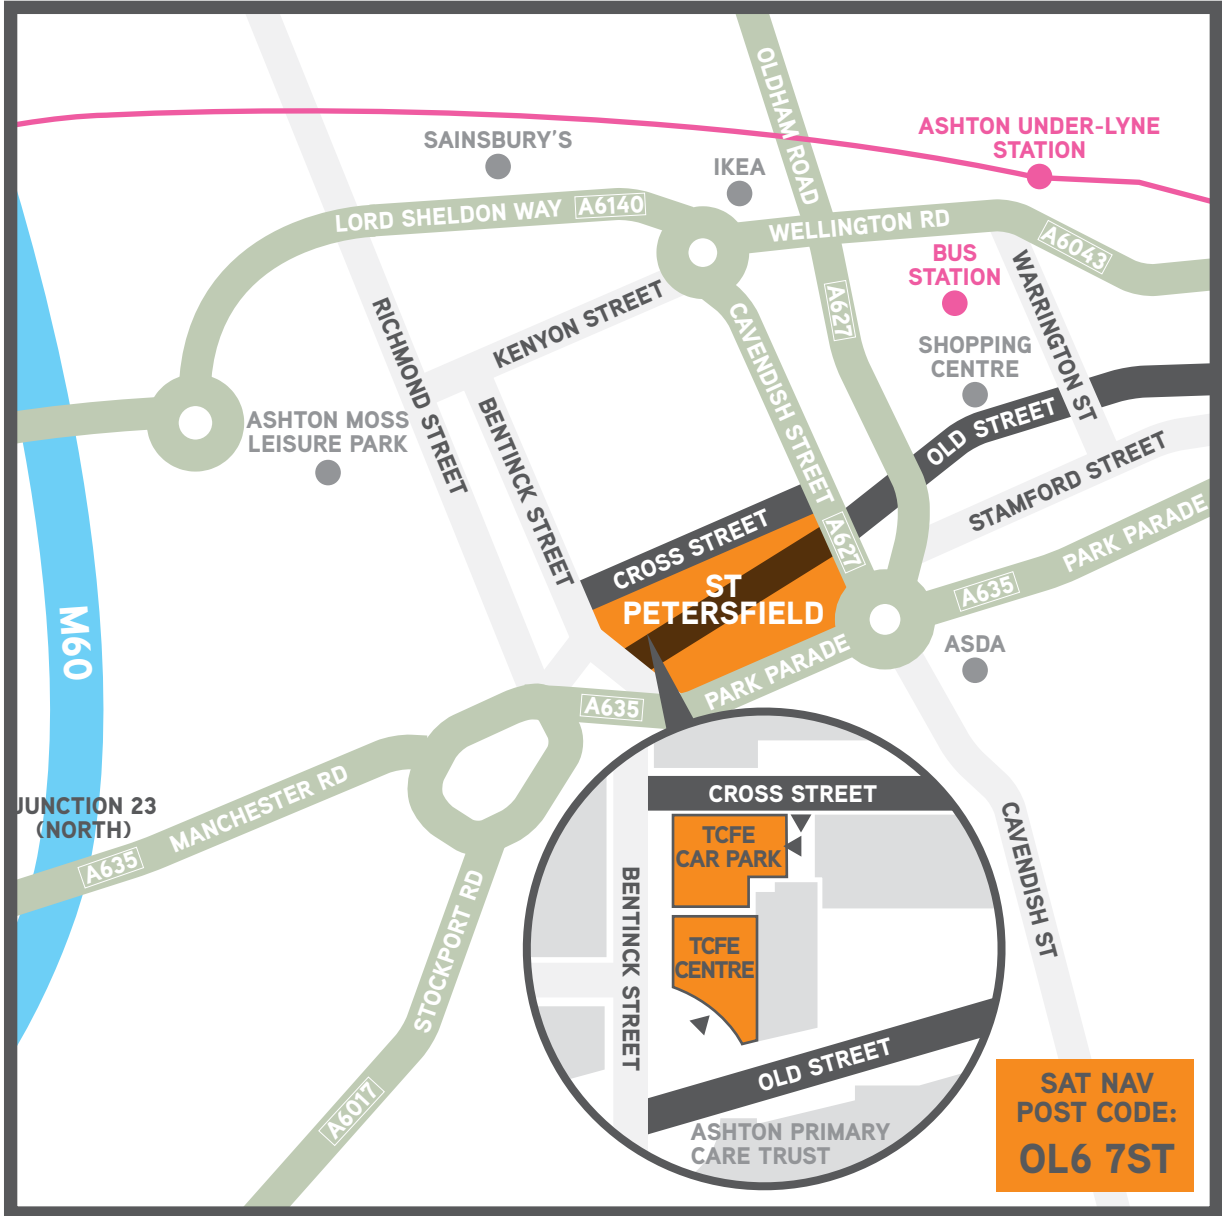 OLDHAM ROAD
ASHTON UNDER-LYNE
STATION
SAINSBURY'S
IKEA
LORD SHELDON WAY
A6140
WELLINGTON RD
A6043
BUS
STATION
WARRINGTON ST
RICHMOND STREET
KENYON STREET
CAVENDISH STREET
A627
SHOPPING
CENTRE
ASHTON MOSS
LEISURE PARK
BENTINCK STREET
OLD STREET
STAMFORD STREET
CROSS STREET
A627
PARK PARADE
ST
PETERSFIELD
A635
M60
PARK PARADE
ASDA
A635
JUNCTION 23
(NORTH)
MANCHESTER RD
A635
CROSS STREET
TCFE
CAR PARK
CAVENDISH ST
STOCKPORT RD
BENTINCK STREET
TCFE
CENTRE
OLD STREET
A6017
ASHTON PRIMARY
CARE TRUST
SAT NAV
POST CODE:
OL6 7ST